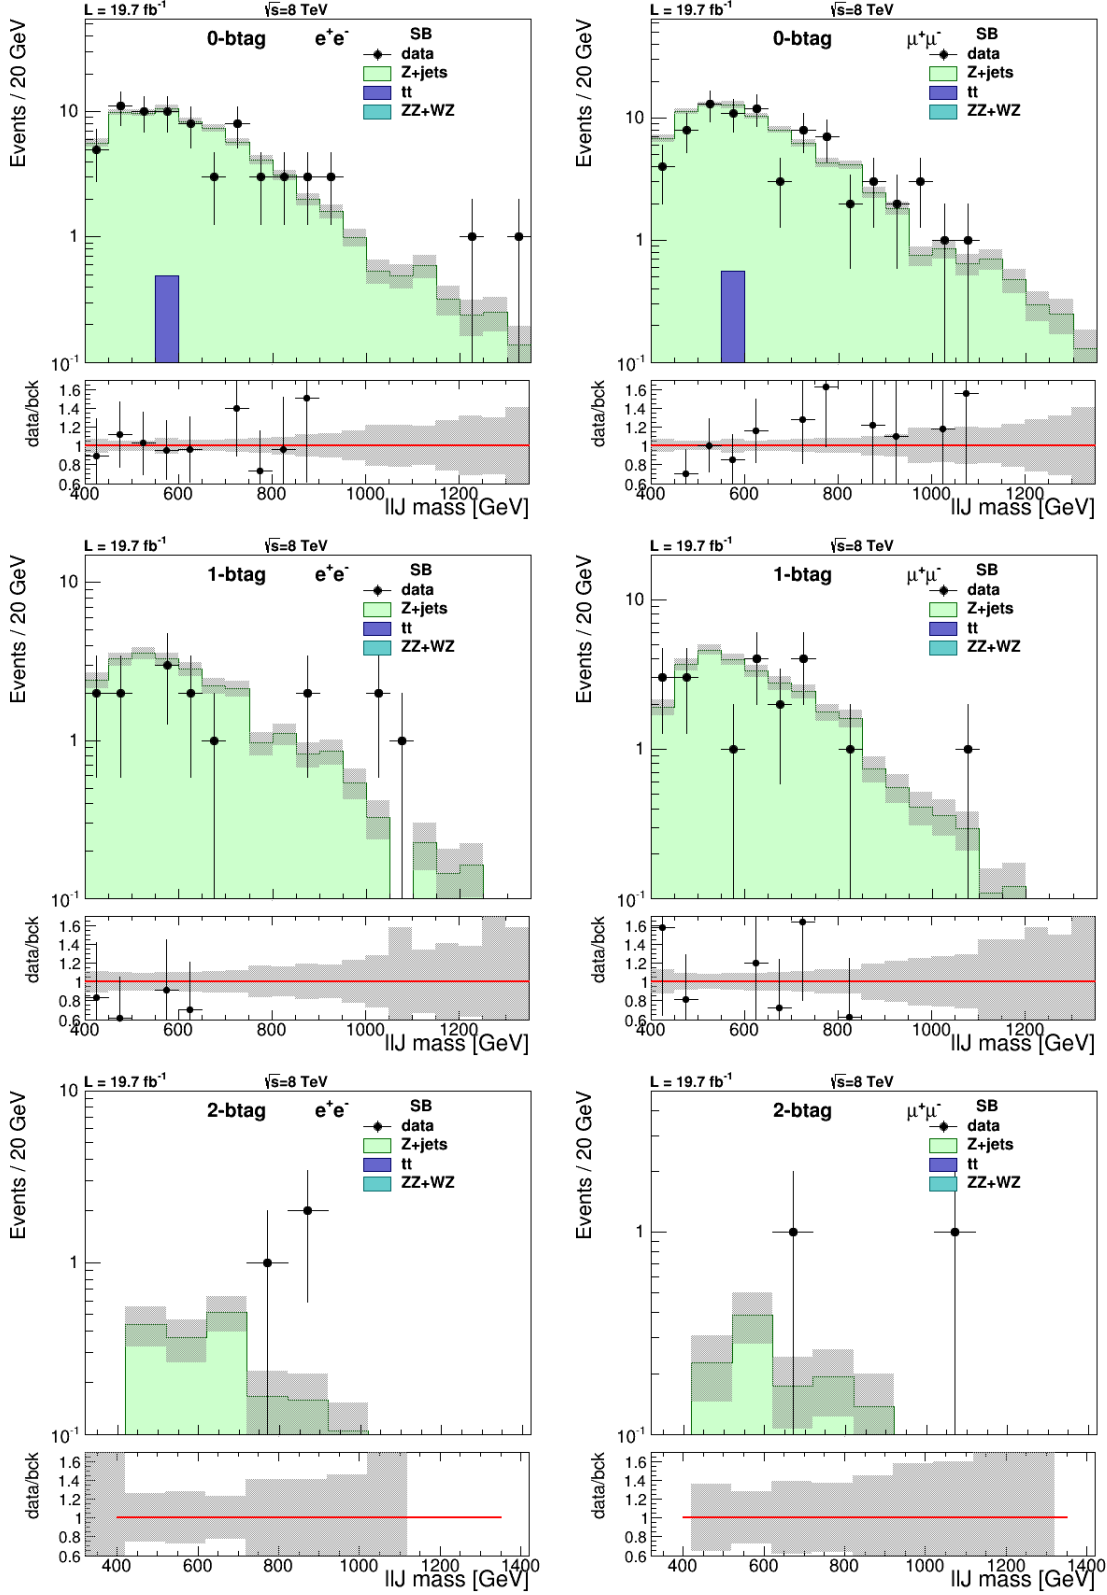 L = 19.7 fb⁻¹ √s=8 TeV
Events / 20 GeV
0-btag e⁺e⁻ SB
data
Z+jets
tt
ZZ+WZ
10
1
10⁻¹
data/bck
1.6
1.4
1.2
1
0.8
0.6
400 600 800 1000 1200
llJ mass [GeV]
L = 19.7 fb⁻¹ √s=8 TeV
Events / 20 GeV
0-btag μ⁺μ⁻ SB
data
Z+jets
tt
ZZ+WZ
10
1
10⁻¹
data/bck
1.6
1.4
1.2
1
0.8
0.6
400 600 800 1000 1200
llJ mass [GeV]
L = 19.7 fb⁻¹ √s=8 TeV
Events / 20 GeV
1-btag e⁺e⁻ SB
data
Z+jets
tt
ZZ+WZ
10
1
10⁻¹
data/bck
1.6
1.4
1.2
1
0.8
0.6
400 600 800 1000 1200
llJ mass [GeV]
L = 19.7 fb⁻¹ √s=8 TeV
Events / 20 GeV
1-btag μ⁺μ⁻ SB
data
Z+jets
tt
ZZ+WZ
10
1
10⁻¹
data/bck
1.6
1.4
1.2
1
0.8
0.6
400 600 800 1000 1200
llJ mass [GeV]
L = 19.7 fb⁻¹ √s=8 TeV
Events / 20 GeV
2-btag e⁺e⁻ SB
data
Z+jets
tt
ZZ+WZ
10
1
10⁻¹
data/bck
1.6
1.4
1.2
1
0.8
0.6
400 600 800 1000 1200 1400
llJ mass [GeV]
L = 19.7 fb⁻¹ √s=8 TeV
Events / 20 GeV
2-btag μ⁺μ⁻ SB
data
Z+jets
tt
ZZ+WZ
1
10⁻¹
data/bck
1.6
1.4
1.2
1
0.8
0.6
400 600 800 1000 1200 1400
llJ mass [GeV]